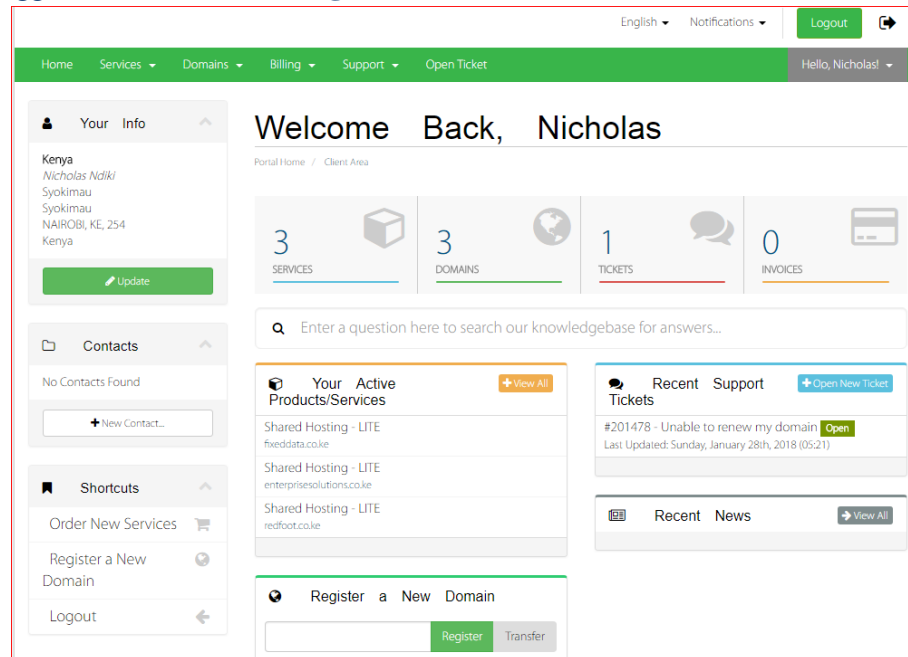 English
Notifications
Logout
Home
Services
Domains
Billing
Support
Open Ticket
Hello, Nicholas!
Your Info
Kenya
Nicholas Ndiki
Syokimau
Syokimau
NAIROBI, KE, 254
Kenya
Update
Contacts
No Contacts Found
New Contact...
Shortcuts
Order New Services
Register a New
Domain
Logout
Welcome Back, Nicholas
Portal Home / Client Area
3
SERVICES
3
DOMAINS
1
TICKETS
0
INVOICES
Enter a question here to search our knowledgebase for answers...
Your Active
Products/Services
View All
Shared Hosting - LITE
fixeddata.co.ke
Shared Hosting - LITE
enterprisesolutions.co.ke
Shared Hosting - LITE
redfoot.co.ke
Register a New Domain
Register
Transfer
Recent Support
Tickets
Open New Ticket
#201478 - Unable to renew my domain Open
Last Updated: Sunday, January 28th, 2018 (05:21)
Recent News
View All